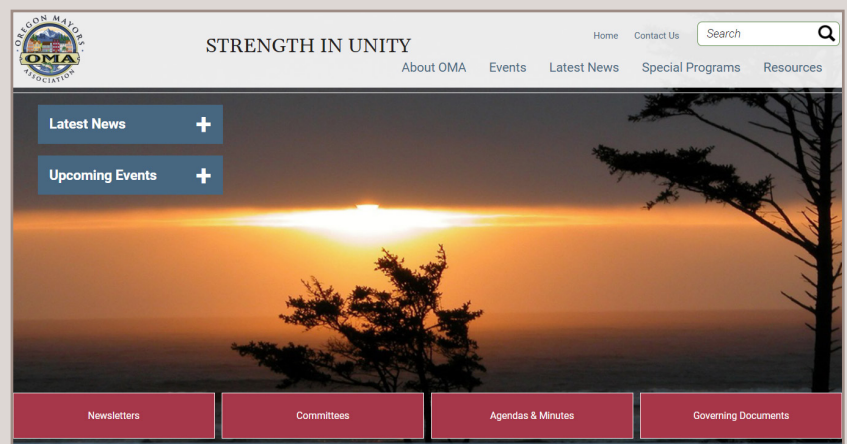 OREGON MAYORS
OMA
ASSOCIATION
STRENGTH IN UNITY
Home Contact Us Search
About OMA Events Latest News Special Programs Resources
Latest News +
Upcoming Events +
Newsletters Committees Agendas & Minutes Governing Documents